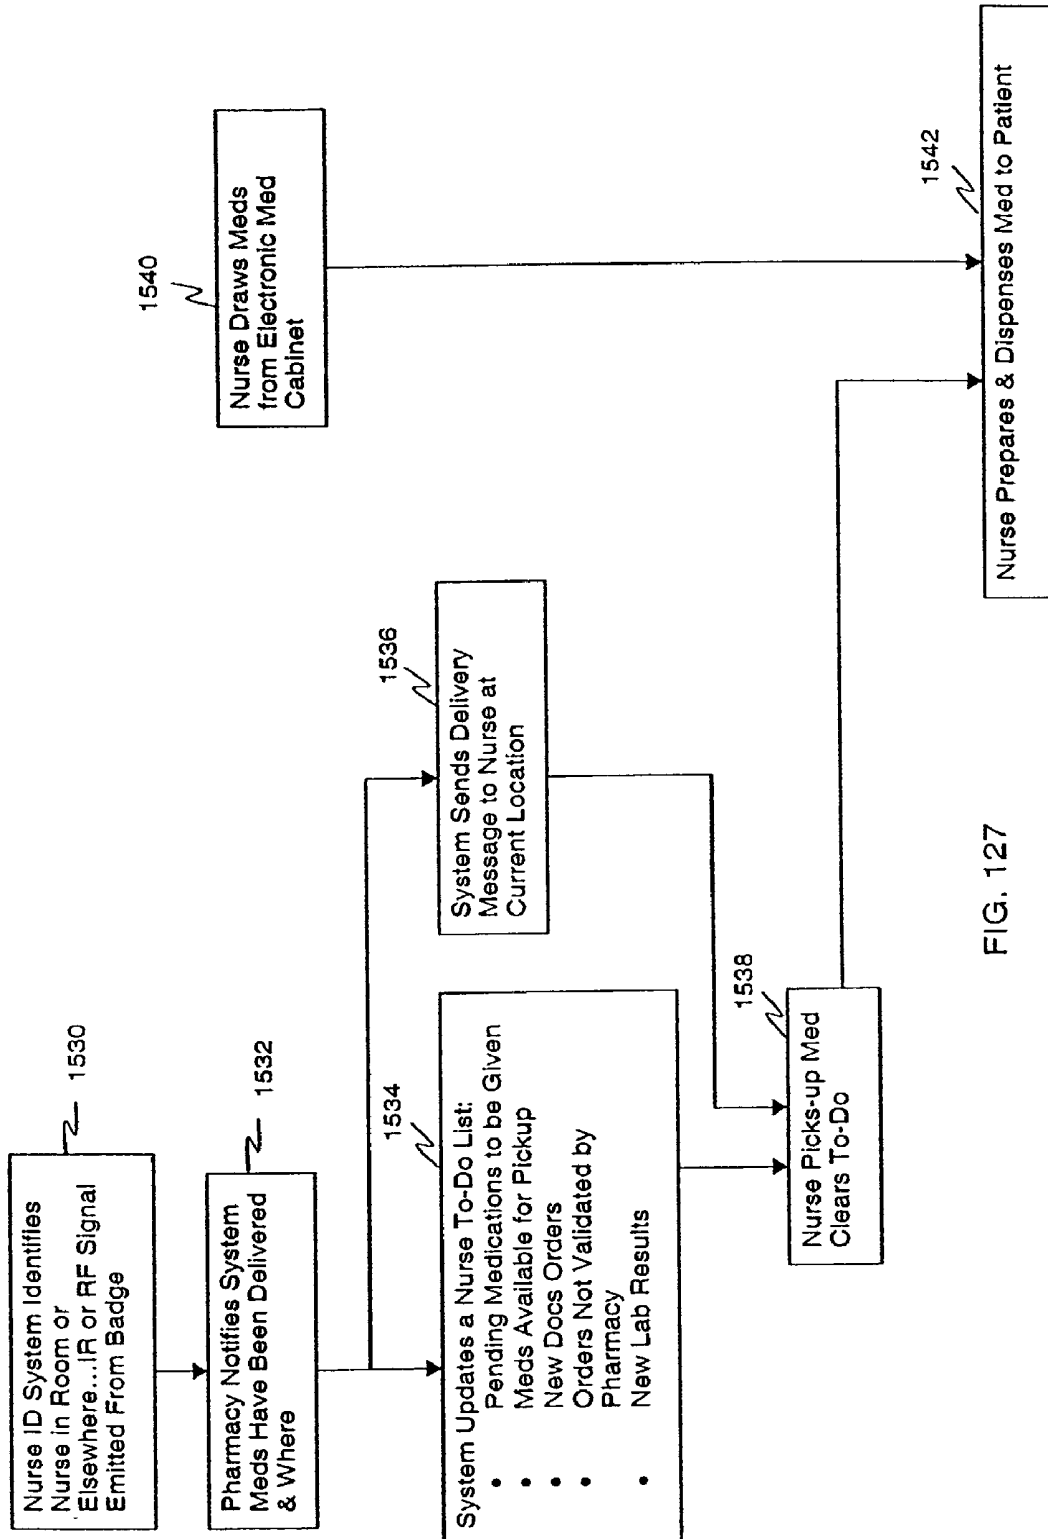 Nurse ID System Identifies
Nurse in Room or
Elsewhere...IR or RF Signal
Emitted From Badge
1530
Pharmacy Notifies System
Meds Have Been Delivered
& Where
1532
System Updates a Nurse To-Do List:
• Pending Medications to be Given
• Meds Available for Pickup
• New Docs Orders
• Orders Not Validated by
Pharmacy
• New Lab Results
1534
System Sends Delivery
Message to Nurse at
Current Location
1536
Nurse Picks-up Med
Clears To-Do
1538
Nurse Draws Meds
from Electronic Med
Cabinet
1540
Nurse Prepares & Dispenses Med to Patient
1542
FIG. 127